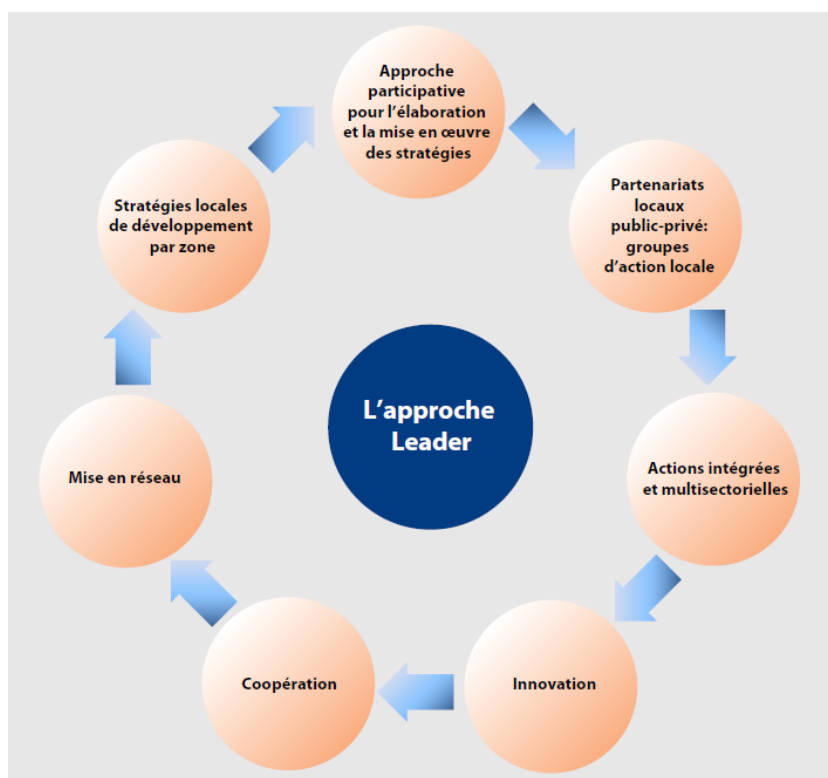 Approche
participative
pour l'élaboration
et la mise en œuvre
des stratégies
Partenariats
locaux
public-privé:
groupes
d'action locale
Actions intégrées
et multisectorielles
Innovation
Coopération
Mise en réseau
Stratégies locales
de développement
par zone
L'approche
Leader